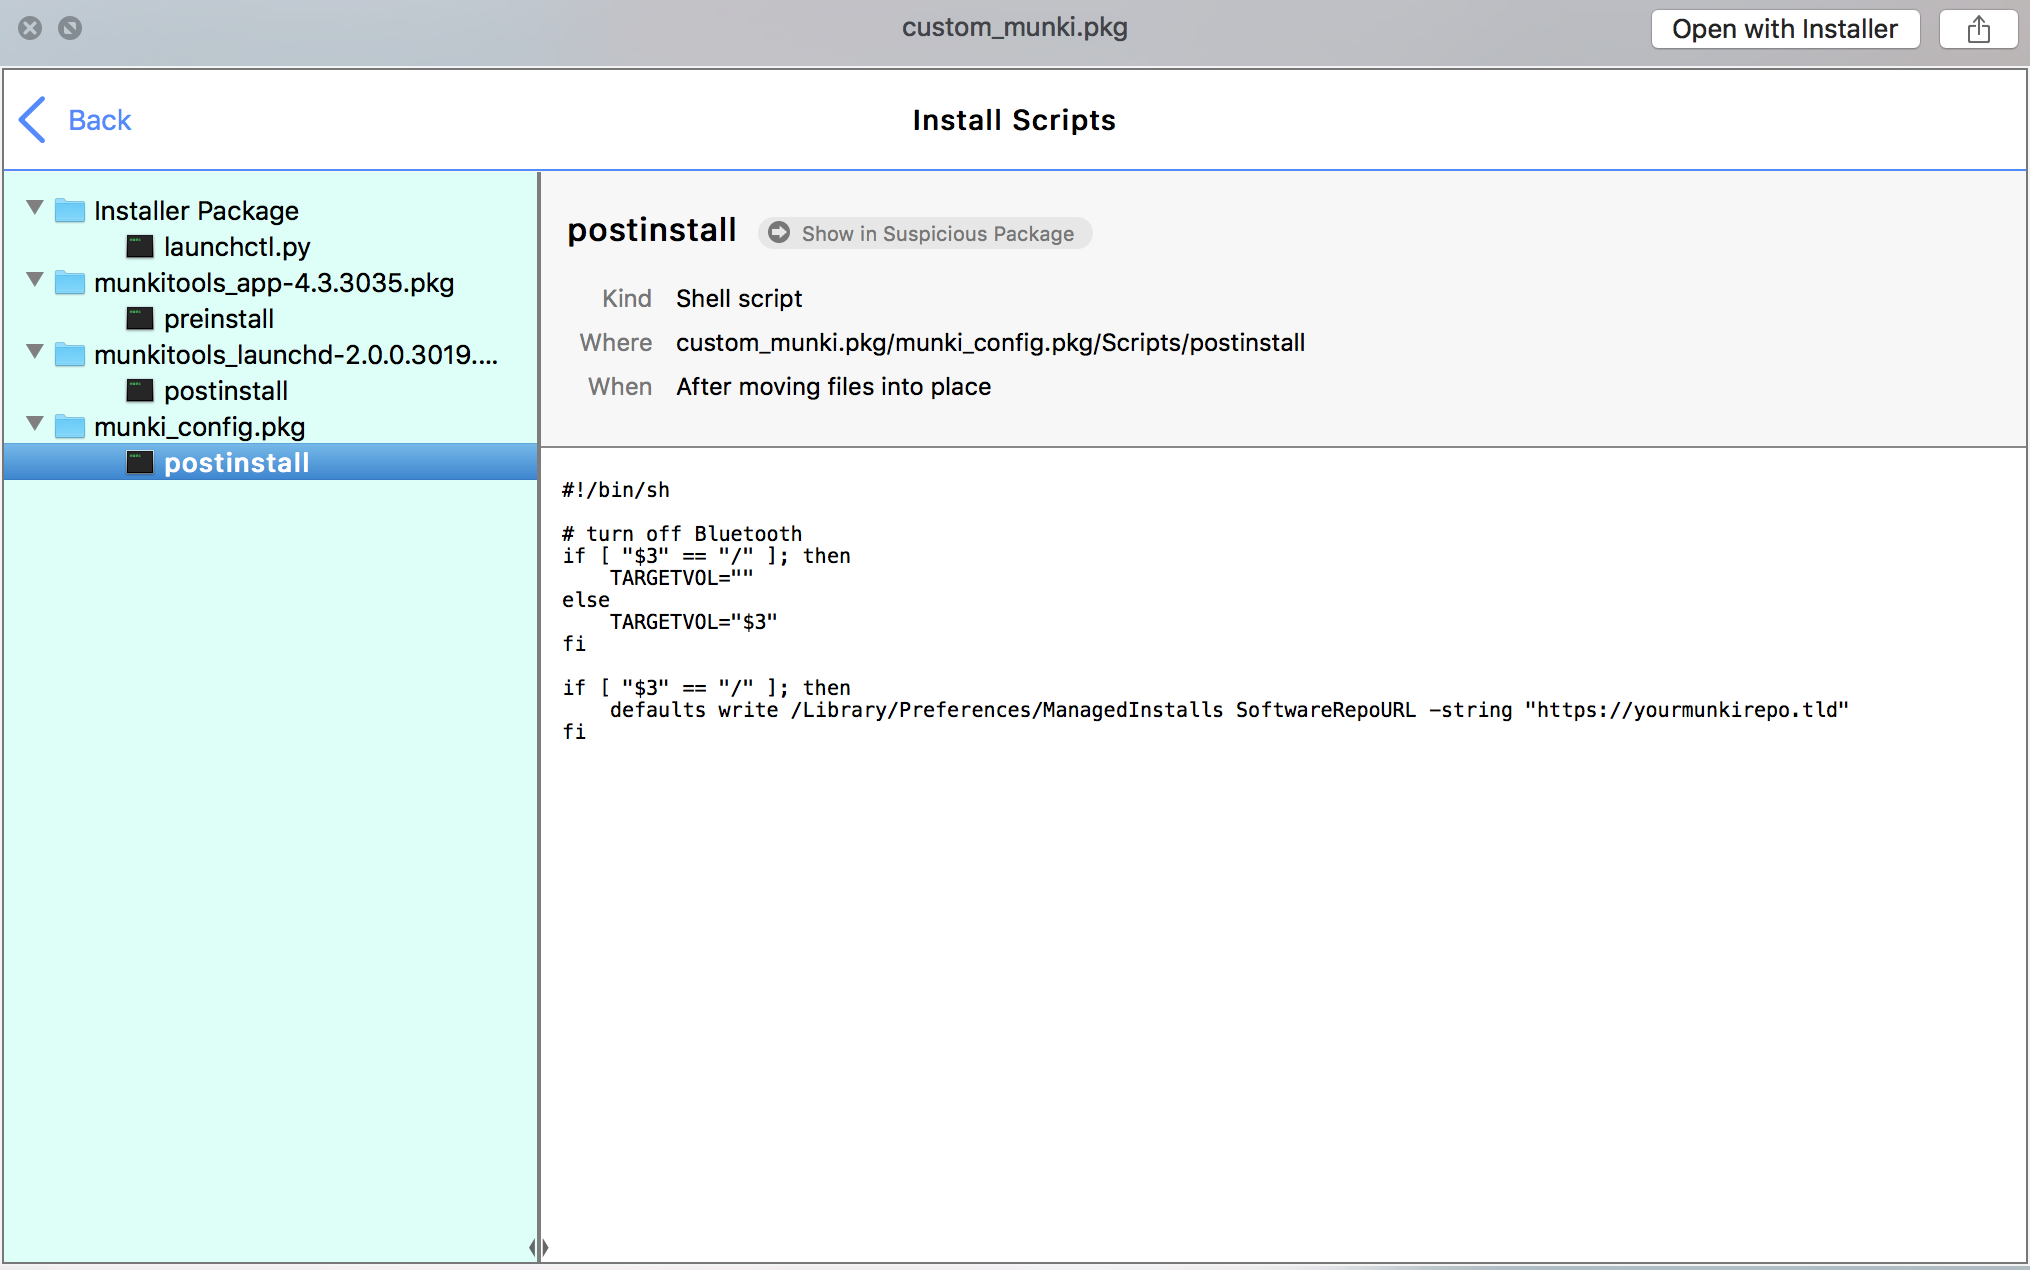 custom_munki.pkg
Open with Installer
Back
Install Scripts
Installer Package
launchctl.py
munkitools_app-4.3.3035.pkg
preinstall
munkitools_launchd-2.0.0.3019....
postinstall
munki_config.pkg
postinstall
postinstall
Show in Suspicious Package
Kind Shell script
Where custom_munki.pkg/munki_config.pkg/Scripts/postinstall
When After moving files into place
#!/bin/sh
# turn off Bluetooth
if [ "$3" == "/" ]; then
    TARGETVOL=""
else
    TARGETVOL="$3"
fi
if [ "$3" == "/" ]; then
    defaults write /Library/Preferences/ManagedInstalls SoftwareRepoURL -string "https://yourmunkirepo.tld"
fi